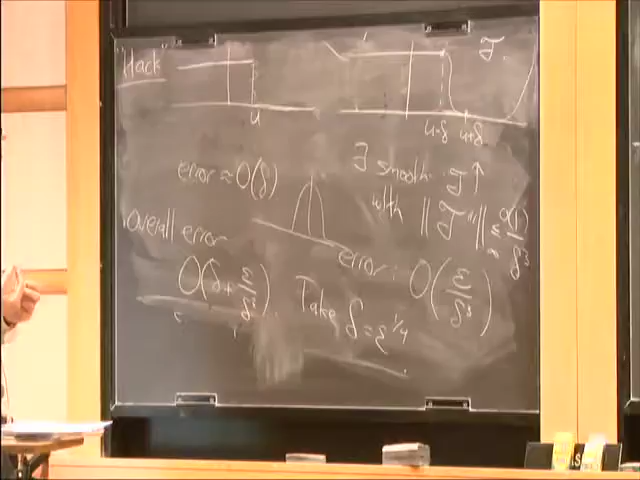 "Hack"
J.
u
u-δ u+δ
error ≈ O(δ)
∃ smooth J↑
with ‖J'''‖ ≤ O(1)/δ³
Overall error
error: O(ε/δ³)
O(δ + ε/δ³).
Take δ = ε^1/4